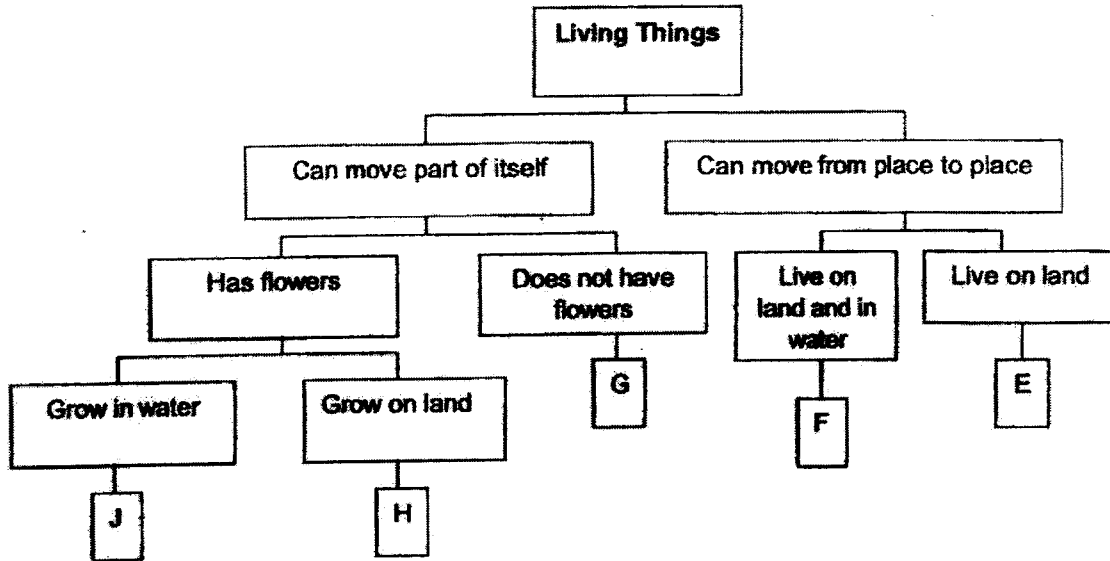 Living Things
Can move part of itself
Can move from place to place
Has flowers
Does not have
flowers
Live on
land and in
water
Live on land
Grow in water
Grow on land
G
F
E
J
H